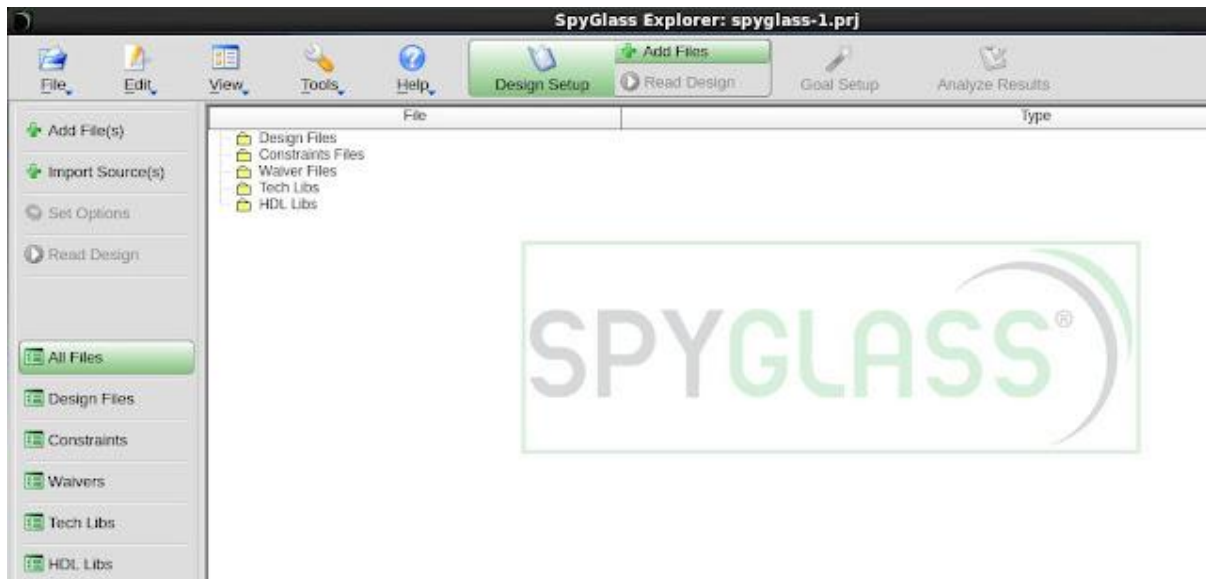 SpyGlass Explorer: spyglass-1.prj
File Edit View Tools Help Design Setup Add Files Read Design Goal Setup Analyze Results
File Type
Add File(s)
Import Source(s)
Set Options
Read Design
All Files
Design Files
Constraints
Waivers
Tech Libs
HDL Libs
Design Files
Constraints Files
Waiver Files
Tech Libs
HDL Libs
SPYGLASS®